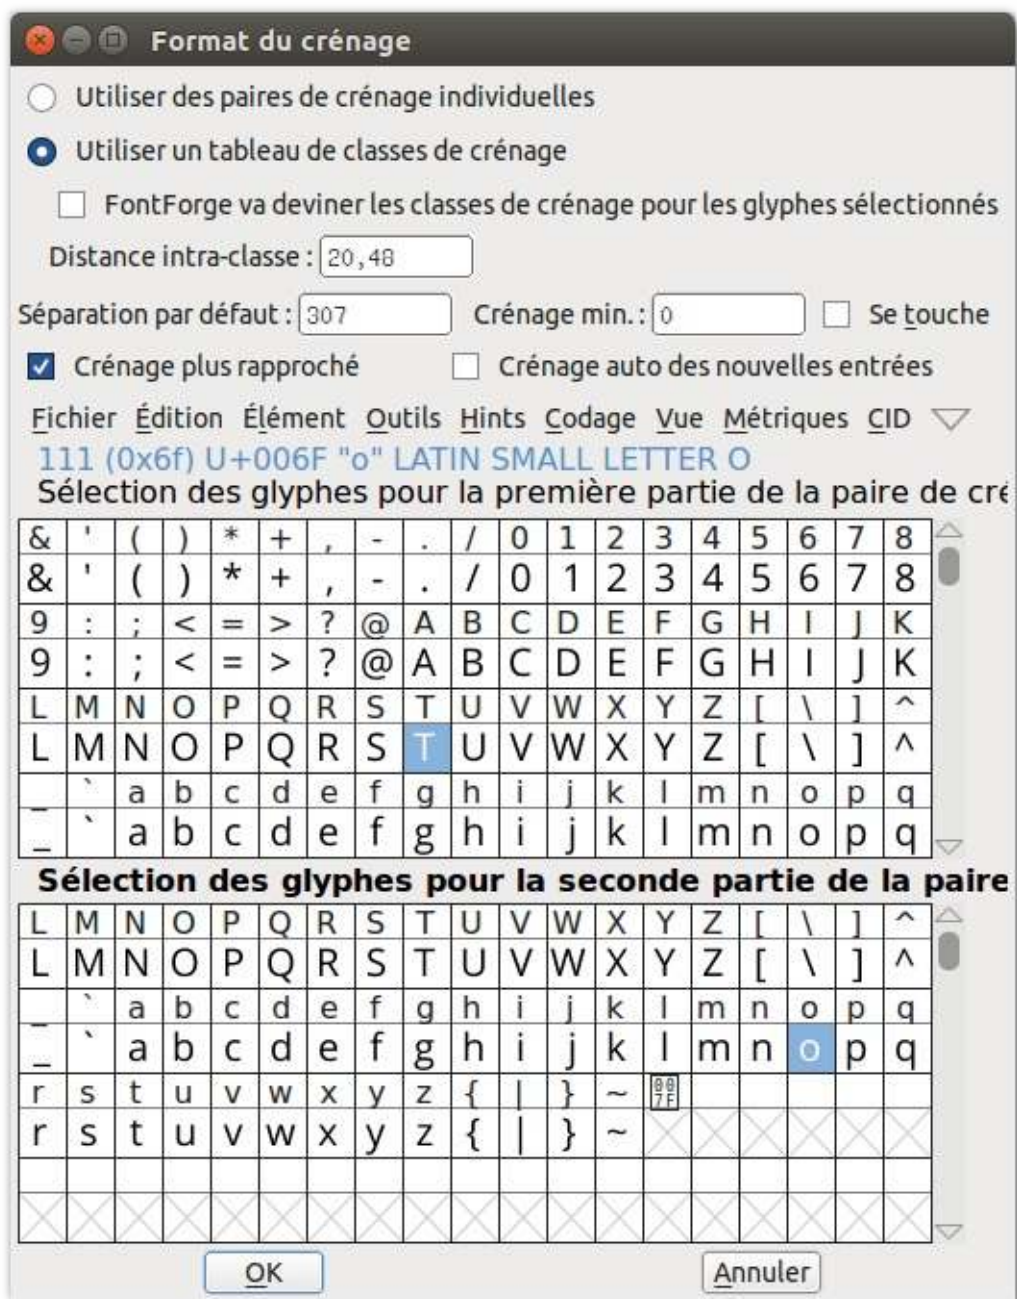 Format du crénage
Utiliser des paires de crénage individuelles
Utiliser un tableau de classes de crénage
FontForge va deviner les classes de crénage pour les glyphes sélectionnés
Distance intra-classe : 20,48
Séparation par défaut : 307 Crénage min. : 0 Se touche
Crénage plus rapproché Crénage auto des nouvelles entrées
Fichier Édition Élément Outils Hints Codage Vue Métriques CID
111 (0x6f) U+006F "o" LATIN SMALL LETTER O
Sélection des glyphes pour la première partie de la paire de cré
& ' ( ) * + , - . / 0 1 2 3 4 5 6 7 8
& ' ( ) * + , - . / 0 1 2 3 4 5 6 7 8
9 : ; < = > ? @ A B C D E F G H I J K
9 : ; < = > ? @ A B C D E F G H I J K
L M N O P Q R S T U V W X Y Z [ \ ] ^
L M N O P Q R S T U V W X Y Z [ \ ] ^
_ ` a b c d e f g h i j k l m n o p q
_ ` a b c d e f g h i j k l m n o p q
Sélection des glyphes pour la seconde partie de la paire
L M N O P Q R S T U V W X Y Z [ \ ] ^
L M N O P Q R S T U V W X Y Z [ \ ] ^
_ ` a b c d e f g h i j k l m n o p q
_ ` a b c d e f g h i j k l m n o p q
r s t u v w x y z { | } ~ 007F
r s t u v w x y z { | } ~
OK Annuler